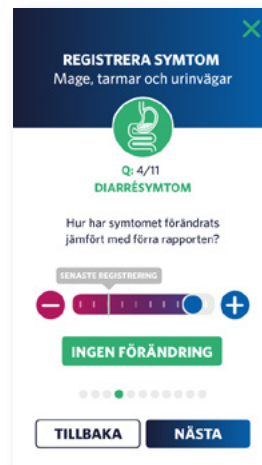 REGISTRERA SYMTOM
Mage, tarmar och urinvägar
Q: 4/11
DIARRÉSYMTOM
Hur har symtomet förändrats
jämfört med förra rapporten?
SENASTE REGISTRERING
INGEN FÖRÄNDRING
TILLBAKA NÄSTA